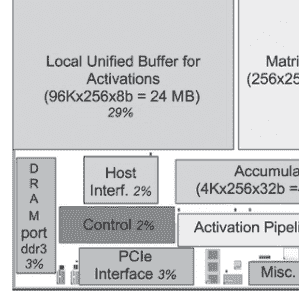 Local Unified Buffer for
Activations
(96Kx256x8b = 24 MB)
29%
Matri
(256x25
D
R
A
M
port
ddr3
3%
Host
Interf. 2%
Control 2%
PCIe
Interface 3%
Accumula
(4Kx256x32b =
Activation Pipeli
Misc.